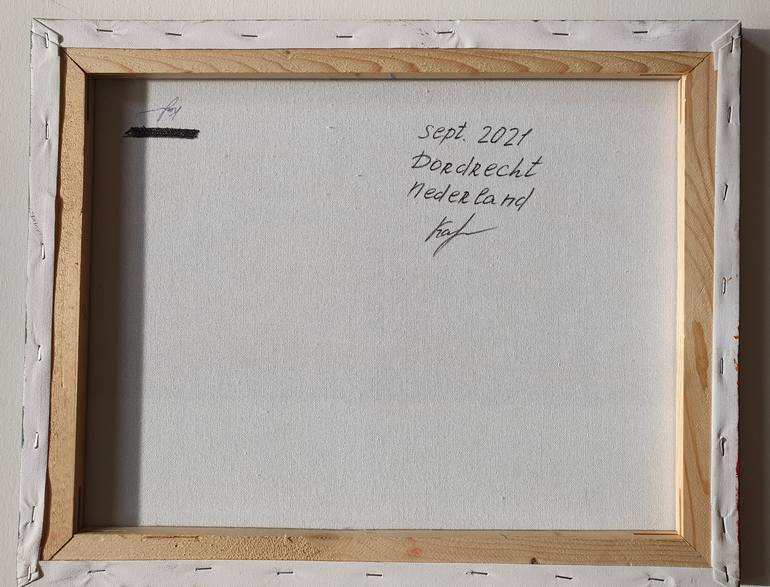 sept. 2021
Dordrecht
nederland